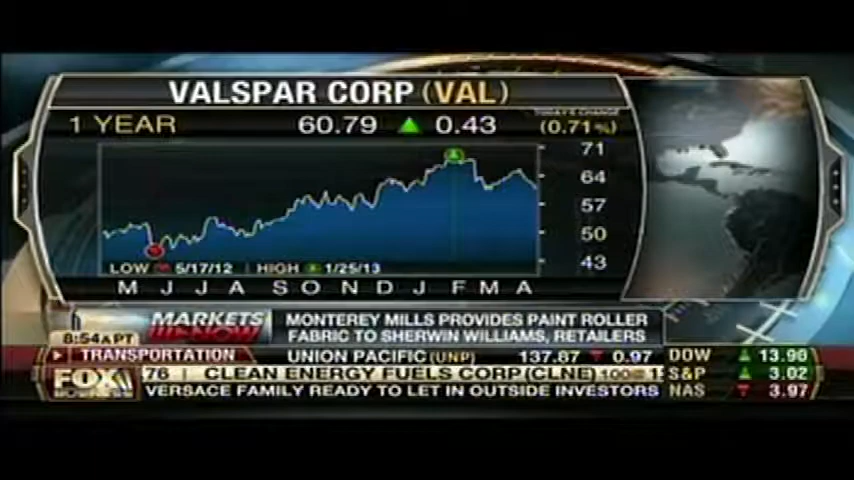 VALSPAR CORP (VAL)
TODAY'S CHANGE
1 YEAR 60.79 0.43 (0.71%)
71
64
57
50
43
LOW 5/17/12 | HIGH 1/25/13
M J J A S O N D J F M A
MARKETS NOW
MONTEREY MILLS PROVIDES PAINT ROLLER
FABRIC TO SHERWIN WILLIAMS, RETAILERS
8:54A PT
TRANSPORTATION UNION PACIFIC (UNP) 137.87 0.97 DOW 13.90
FOX
76 | CLEAN ENERGY FUELS CORP (CLNE) 100@ 1 S&P 3.02
VERSACE FAMILY READY TO LET IN OUTSIDE INVESTORS NAS 3.97